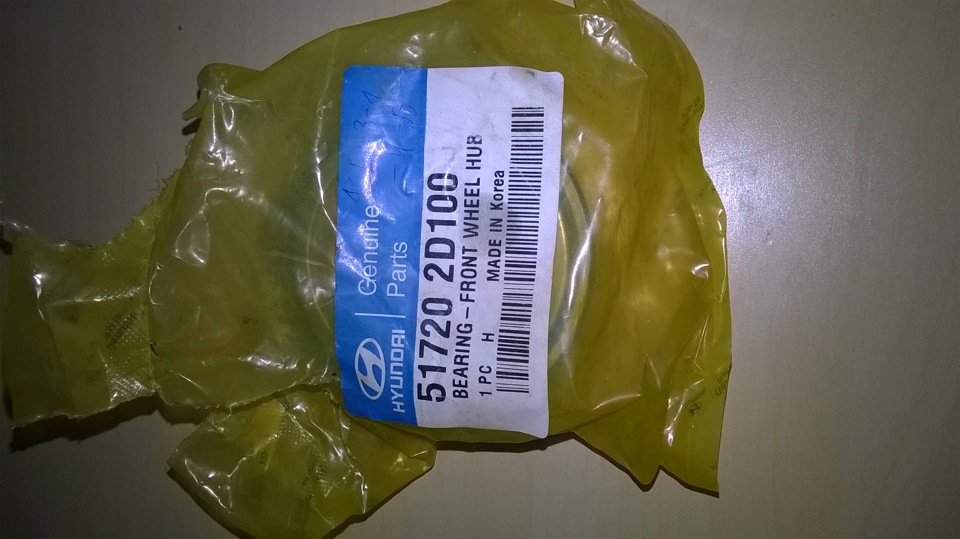 HYUNDAI
Genuine
Parts
51720 2D100
BEARING – FRONT WHEEL HUB
1 PC H MADE IN Korea